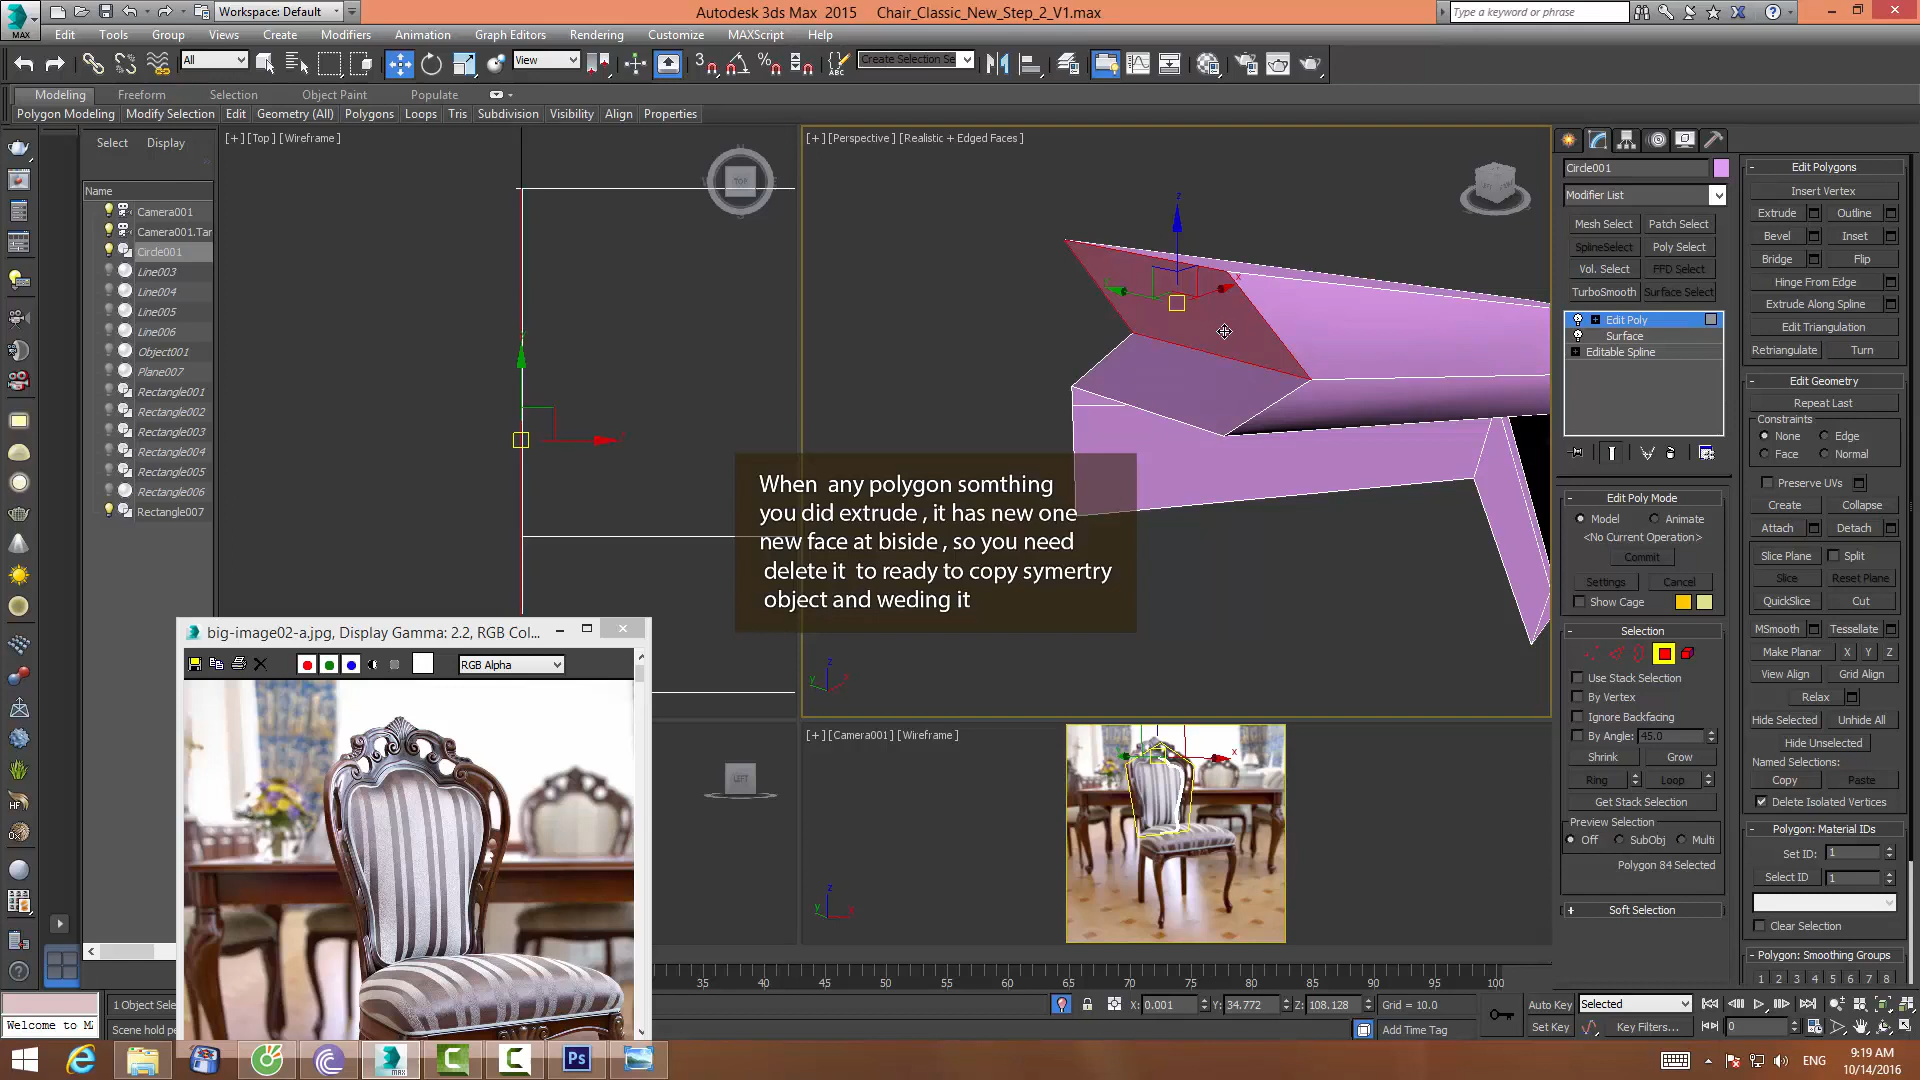 Workspace: Default
Autodesk 3ds Max 2015 Chair_Classic_New_Step_2_V1.max
Type a keyword or phrase
MAX
Edit Tools Group Views Create Modifiers Animation Graph Editors Rendering Customize MAXScript Help
All
View
Create Selection Se
Modeling Freeform Selection Object Paint Populate
Polygon Modeling Modify Selection Edit Geometry (All) Polygons Loops Tris Subdivision Visibility Align Properties
Select Display
Name
Camera001
Camera001.Tar
Circle001
Line003
Line004
Line005
Line006
Object001
Plane007
Rectangle001
Rectangle002
Rectangle003
Rectangle004
Rectangle005
Rectangle006
Rectangle007
[+] [Top] [Wireframe]
TOP
[+] [Perspective] [Realistic + Edged Faces]
When any polygon somthing
you did extrude , it has new one
new face at biside , so you need
delete it to ready to copy symertry
object and weding it
big-image02-a.jpg, Display Gamma: 2.2, RGB Col...
RGB Alpha
LEFT
[+] [Camera001] [Wireframe]
Circle001
Modifier List
Mesh Select Patch Select
SplineSelect Poly Select
Vol. Select FFD Select
TurboSmooth Surface Select
Edit Poly
Surface
Editable Spline
Edit Poly Mode
Model Animate
<No Current Operation>
Commit
Settings Cancel
Show Cage
Selection
Use Stack Selection
By Vertex
Ignore Backfacing
By Angle: 45.0
Shrink Grow
Ring Loop
Get Stack Selection
Preview Selection
Off SubObj Multi
Polygon 84 Selected
Soft Selection
Edit Polygons
Insert Vertex
Extrude Outline
Bevel Inset
Bridge Flip
Hinge From Edge
Extrude Along Spline
Edit Triangulation
Retriangulate Turn
Edit Geometry
Repeat Last
Constraints
None Edge
Face Normal
Preserve UVs
Create Collapse
Attach Detach
Slice Plane Split
Slice Reset Plane
QuickSlice Cut
MSmooth Tessellate
Make Planar X Y Z
View Align Grid Align
Relax
Hide Selected Unhide All
Hide Unselected
Named Selections:
Copy Paste
Delete Isolated Vertices
Polygon: Material IDs
Set ID: 1
Select ID 1
Clear Selection
Polygon: Smoothing Groups
1 2 3 4 5 6 7 8
35 40 45 50 55 60 65 70 75 80 85 90 95 100
1 Object Selec
X: 0.001 Y: 34.772 Z: 108.128 Grid = 10.0
Auto Key Selected
Welcome to M
Scene hold pe
Add Time Tag
Set Key Key Filters... 0
ENG
9:19 AM
10/14/2016